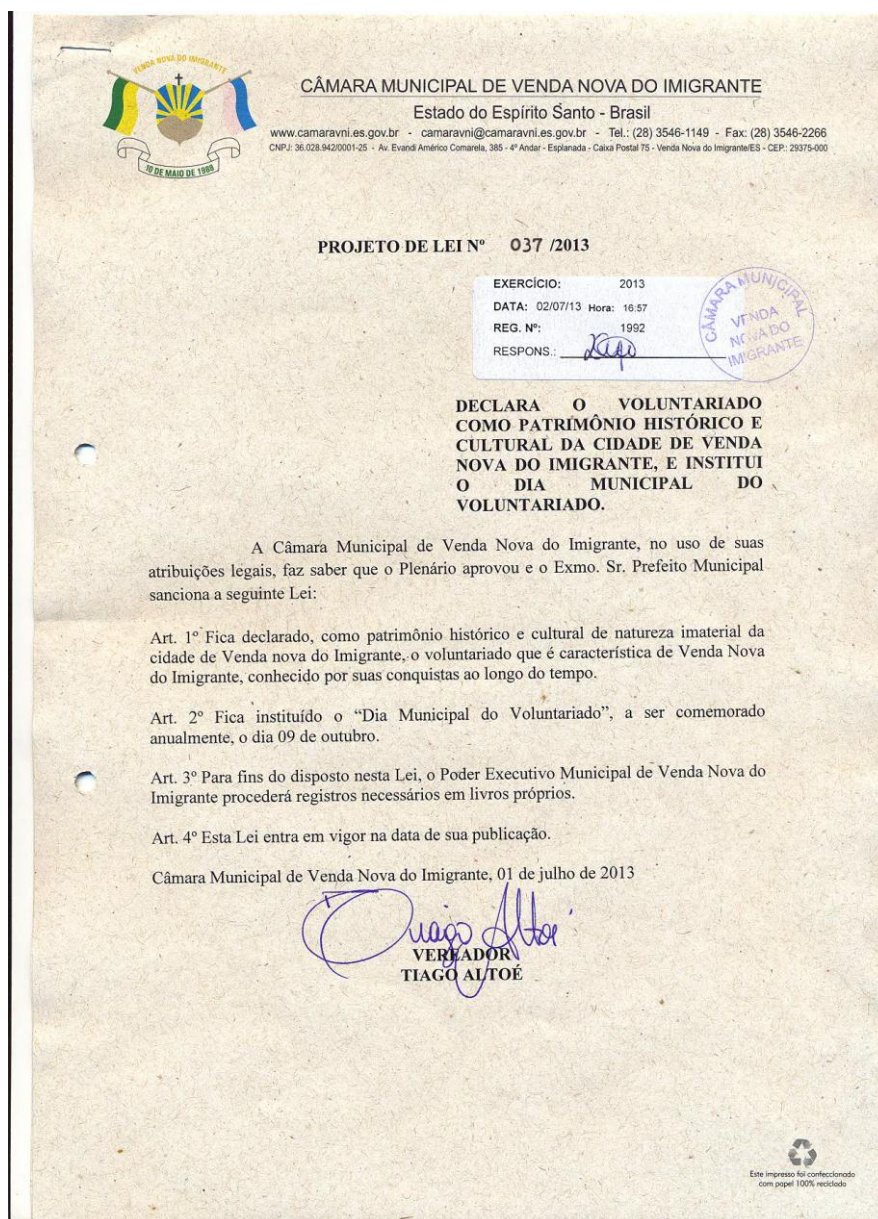 VENDA NOVA DO IMIGRANTE
10 DE MAIO DE 1988
CÂMARA MUNICIPAL DE VENDA NOVA DO IMIGRANTE
Estado do Espírito Santo - Brasil
www.camaravni.es.gov.br - camaravni@camaravni.es.gov.br - Tel.: (28) 3546-1149 - Fax: (28) 3546-2266
CNPJ: 36.028.942/0001-25 - Av. Evandi Américo Comarela, 385 - 4º Andar - Esplanada - Caixa Postal 75 - Venda Nova do Imigrante/ES - CEP.: 29375-000
PROJETO DE LEI Nº 037 /2013
EXERCÍCIO: 2013
DATA: 02/07/13 Hora: 16:57
REG. Nº: 1992
RESPONS.:
CÂMARA MUNICIPAL
VENDA
NOVA DO
IMIGRANTE
DECLARA O VOLUNTARIADO
COMO PATRIMÔNIO HISTÓRICO E
CULTURAL DA CIDADE DE VENDA
NOVA DO IMIGRANTE, E INSTITUI
O DIA MUNICIPAL DO
VOLUNTARIADO.
A Câmara Municipal de Venda Nova do Imigrante, no uso de suas
atribuições legais, faz saber que o Plenário aprovou e o Exmo. Sr. Prefeito Municipal
sanciona a seguinte Lei:
Art. 1º Fica declarado, como patrimônio histórico e cultural de natureza imaterial da
cidade de Venda nova do Imigrante, o voluntariado que é característica de Venda Nova
do Imigrante, conhecido por suas conquistas ao longo do tempo.
Art. 2º Fica instituído o “Dia Municipal do Voluntariado”, a ser comemorado
anualmente, o dia 09 de outubro.
Art. 3º Para fins do disposto nesta Lei, o Poder Executivo Municipal de Venda Nova do
Imigrante procederá registros necessários em livros próprios.
Art. 4º Esta Lei entra em vigor na data de sua publicação.
Câmara Municipal de Venda Nova do Imigrante, 01 de julho de 2013
Tiago Altoé
VEREADOR
TIAGO ALTOÉ
Este impresso foi confeccionado
com papel 100% reciclado